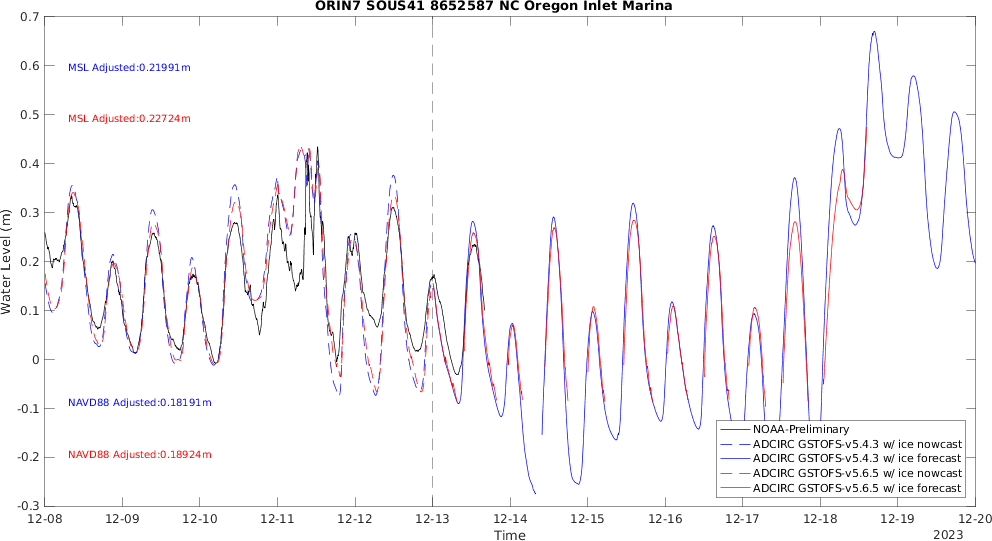 ORIN7 SOUS41 8652587 NC Oregon Inlet Marina
0.7
0.6
0.5
0.4
0.3
0.2
0.1
0
-0.1
-0.2
-0.3
Water Level (m)
MSL Adjusted:0.21991m
MSL Adjusted:0.22724m
NAVD88 Adjusted:0.18191m
NAVD88 Adjusted:0.18924m
NOAA-Preliminary
ADCIRC GSTOFS-v5.4.3 w/ ice nowcast
ADCIRC GSTOFS-v5.4.3 w/ ice forecast
ADCIRC GSTOFS-v5.6.5 w/ ice nowcast
ADCIRC GSTOFS-v5.6.5 w/ ice forecast
12-08 12-09 12-10 12-11 12-12 12-13 12-14 12-15 12-16 12-17 12-18 12-19 12-20
Time
2023